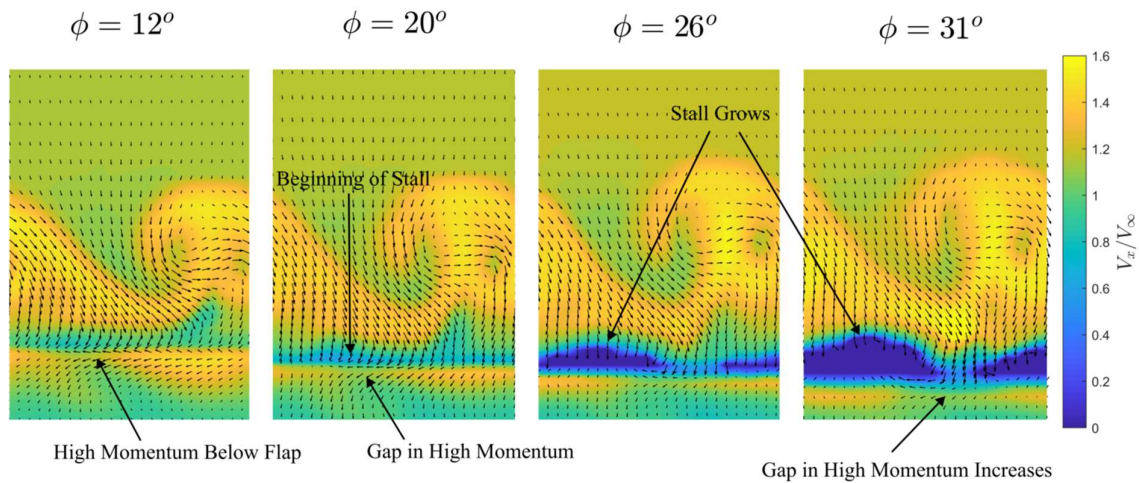 ϕ = 12° ϕ = 20° ϕ = 26° ϕ = 31°
1.6
Stall Grows
1.4
Beginning of Stall
1.2
1
0.8
V_x/V_∞
0.6
0.4
0.2
0
High Momentum Below Flap
Gap in High Momentum
Gap in High Momentum Increases